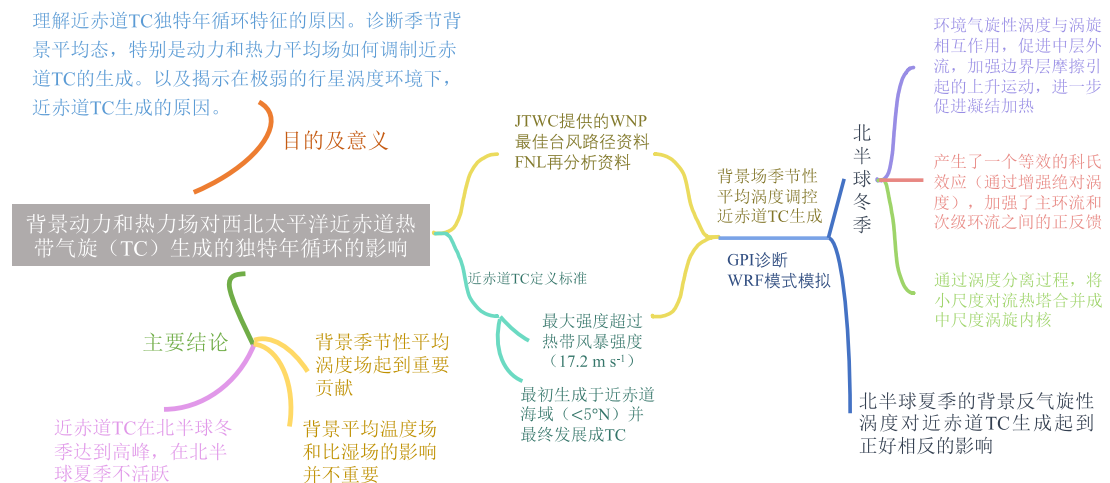 理解近赤道TC独特年循环特征的原因。诊断季节背
景平均态，特别是动力和热力平均场如何调制近赤
道TC的生成。以及揭示在极弱的行星涡度环境下，
近赤道TC生成的原因。
目的及意义
背景动力和热力场对西北太平洋近赤道热
带气旋（TC）生成的独特年循环的影响
主要结论
背景季节性平均
涡度场起到重要
贡献
近赤道TC在北半球冬
季达到高峰，在北半
球夏季不活跃
背景平均温度场
和比湿场的影响
并不重要
JTWC提供的WNP
最佳台风路径资料
FNL再分析资料
近赤道TC定义标准
最大强度超过
热带风暴强度
（17.2 m s⁻¹）
最初生成于近赤道
海域（<5°N）并
最终发展成TC
背景场季节性
平均涡度调控
近赤道TC生成
GPI诊断
WRF模式模拟
北
半
球
冬
季
环境气旋性涡度与涡旋
相互作用，促进中层外
流，加强边界层摩擦引
起的上升运动，进一步
促进凝结加热
产生了一个等效的科氏
效应（通过增强绝对涡
度），加强了主环流和
次级环流之间的正反馈
通过涡度分离过程，将
小尺度对流热塔合并成
中尺度涡旋内核
北半球夏季的背景反气旋性
涡度对近赤道TC生成起到
正好相反的影响